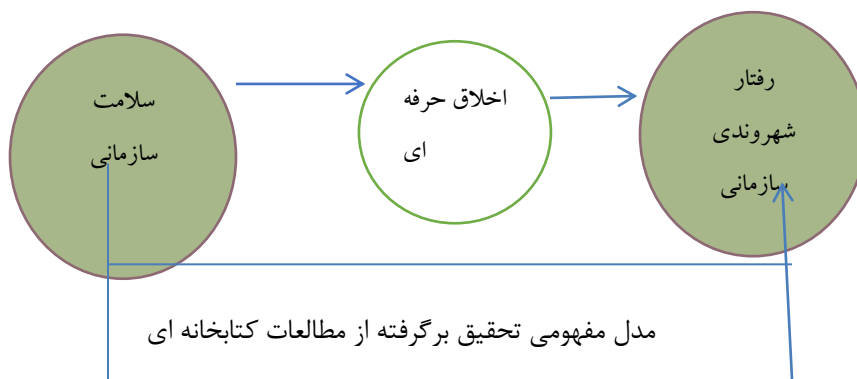 رفتار
شهروندی
سازمانی
اخلاق حرفه
ای
سلامت
سازمانی
مدل مفهومی تحقیق برگرفته از مطالعات کتابخانه ای